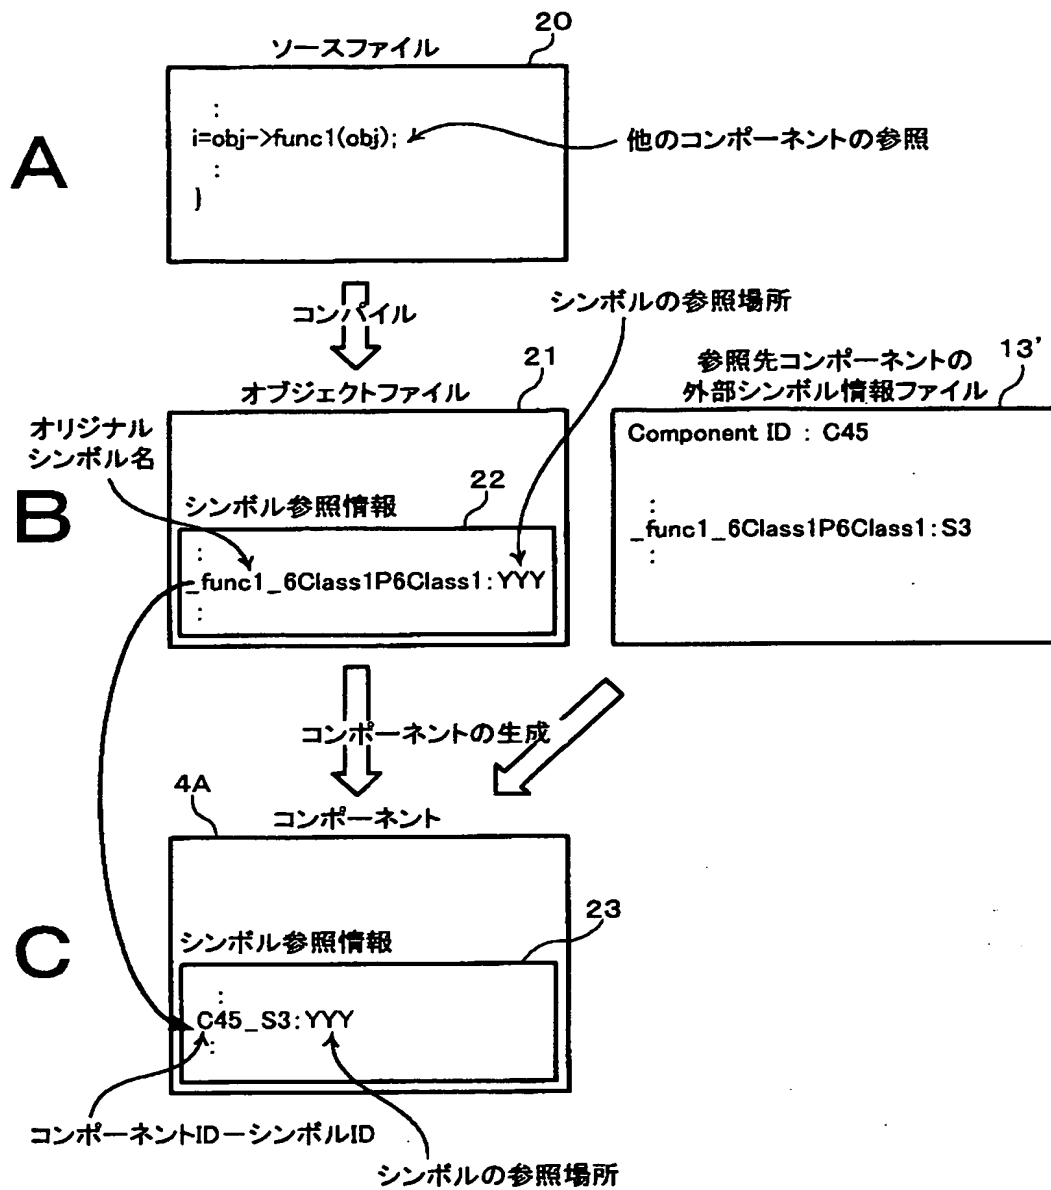 A
20
ソースファイル
:
i=obj->func1(obj);
:
}
他のコンポーネントの参照
コンパイル
シンボルの参照場所
B
21
オブジェクトファイル
オリジナル
シンボル名
シンボル参照情報
22
:
_func1_6Class1P6Class1:YYY
:
参照先コンポーネントの
外部シンボル情報ファイル
13'
Component ID : C45
:
_func1_6Class1P6Class1:S3
:
コンポーネントの生成
C
4A
コンポーネント
シンボル参照情報
23
:
C45_S3:YYY
:
コンポーネントID-シンボルID
シンボルの参照場所